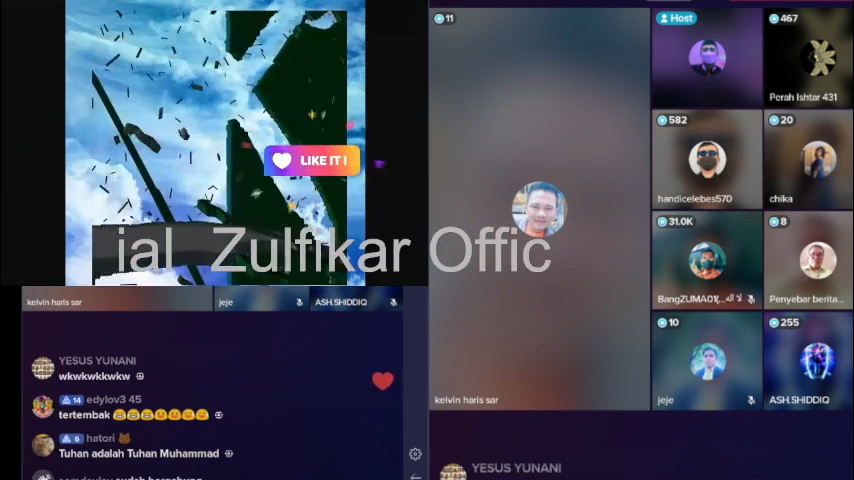 LIKE IT !
ial Zulfikar Offic
kelvin haris sar
jeje
ASH.SHIDDIQ
YESUS YUNANI
wkwkwkkwkw
14 edylov3 45
tertembak 😂😂😂😆😆😆😆
6 hatori
Tuhan adalah Tuhan Muhammad
11
Host
467
Perah Ishtar 431
582
handicelebes570
20
chika
31.0K
8
Penyebar berita...
kelvin haris sar
10
jeje
255
ASH.SHIDDIQ
YESUS YUNANI